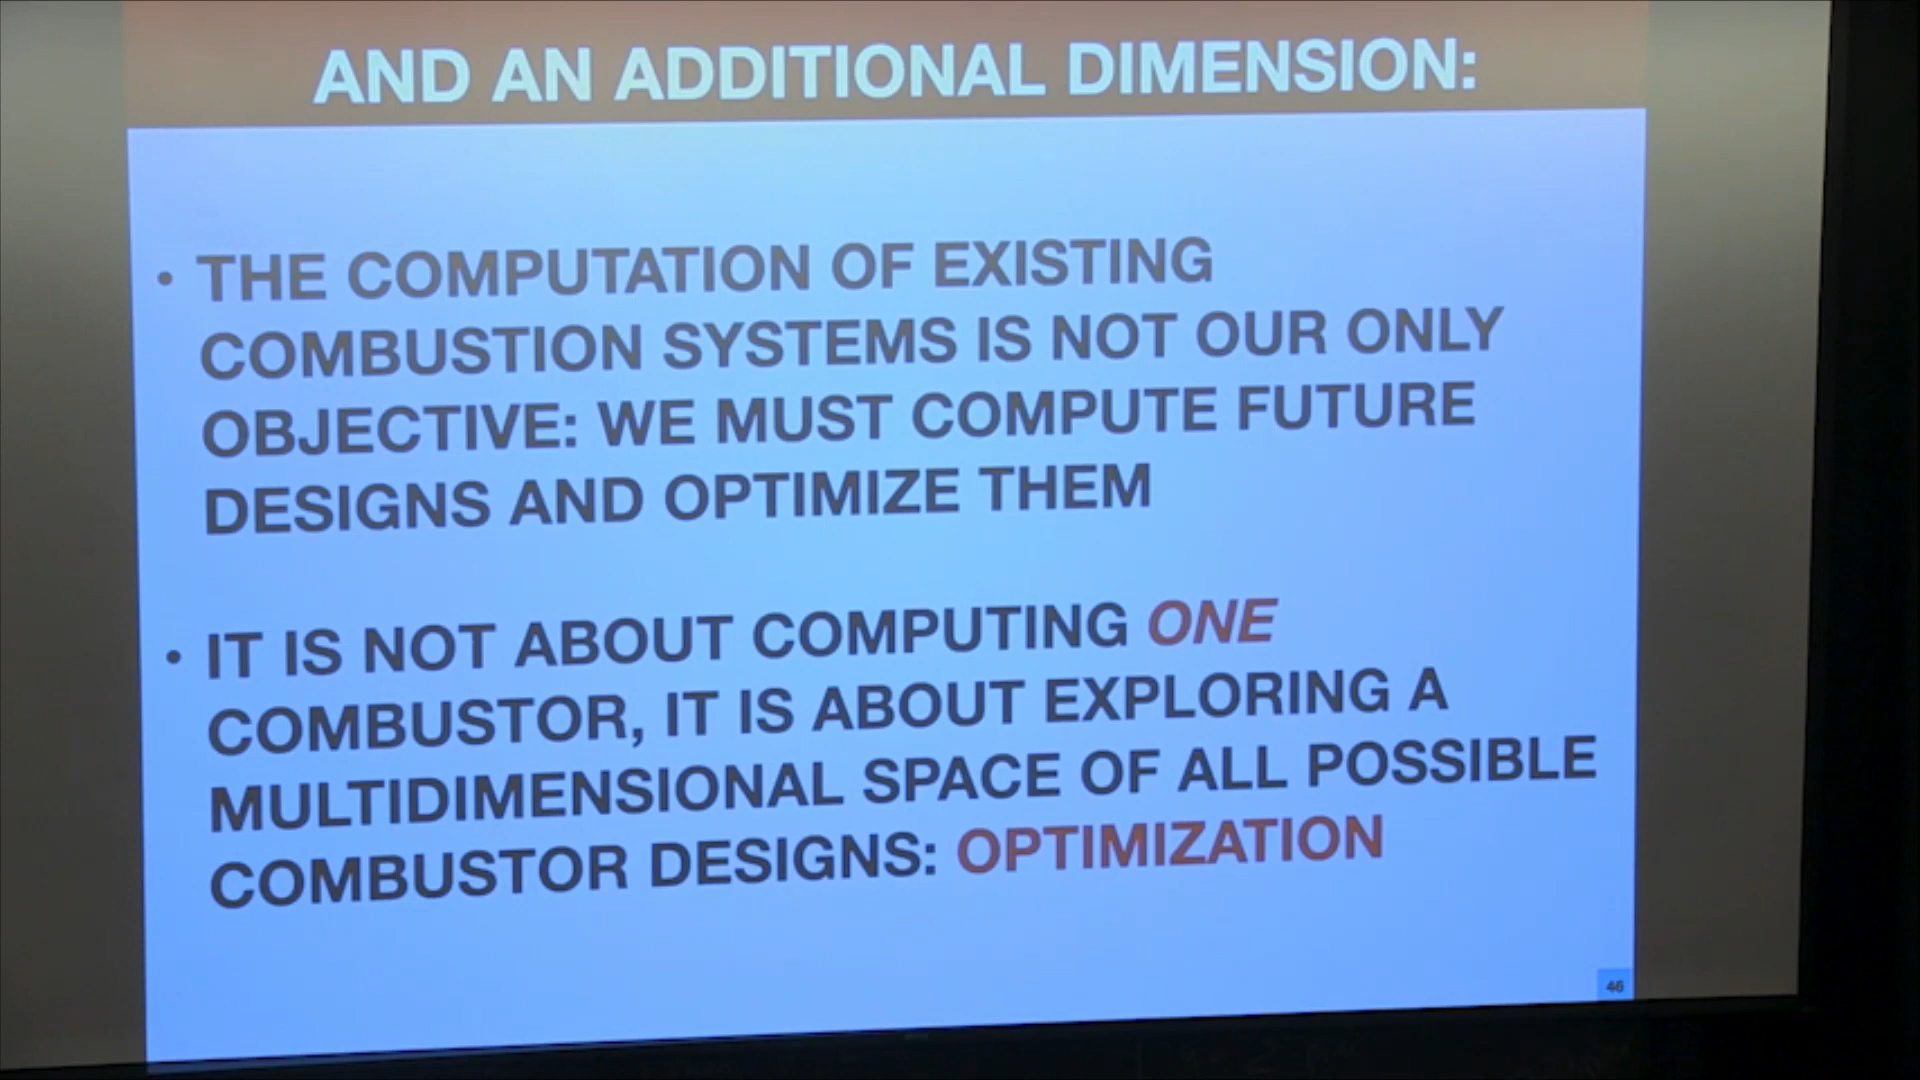 AND AN ADDITIONAL DIMENSION:
• THE COMPUTATION OF EXISTING
COMBUSTION SYSTEMS IS NOT OUR ONLY
OBJECTIVE: WE MUST COMPUTE FUTURE
DESIGNS AND OPTIMIZE THEM
• IT IS NOT ABOUT COMPUTING ONE
COMBUSTOR, IT IS ABOUT EXPLORING A
MULTIDIMENSIONAL SPACE OF ALL POSSIBLE
COMBUSTOR DESIGNS: OPTIMIZATION
46